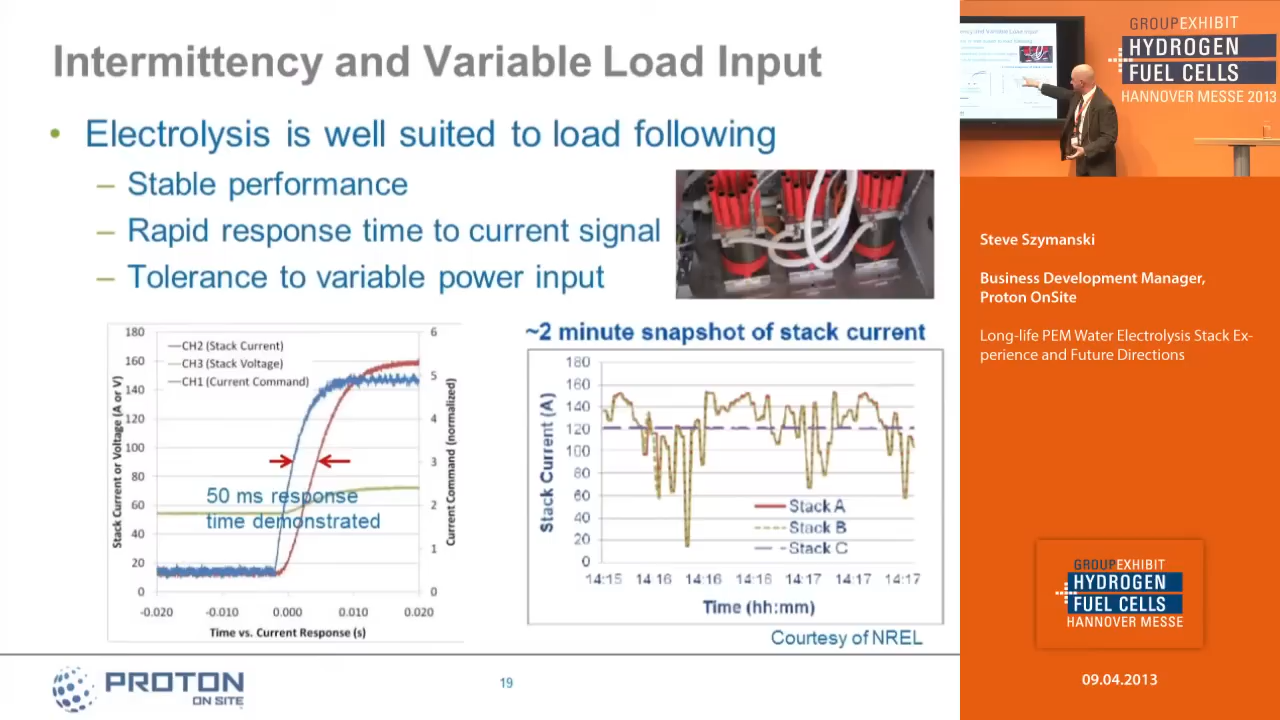 Intermittency and Variable Load Input
• Electrolysis is well suited to load following
– Stable performance
– Rapid response time to current signal
– Tolerance to variable power input
180
160
140
120
100
80
60
40
20
0
Stack Current or Voltage (A or V)
CH2 (Stack Current)
CH3 (Stack Voltage)
CH1 (Current Command)
50 ms response
time demonstrated
6
5
4
3
2
1
0
Current Command (normalized)
-0.020 -0.010 0.000 0.010 0.020
Time vs. Current Response (s)
~2 minute snapshot of stack current
180
160
140
120
100
80
60
40
20
0
Stack Current (A)
Stack A
Stack B
Stack C
14:15 14:16 14:16 14:16 14:17 14:17 14:17
Time (hh:mm)
Courtesy of NREL
PROTON
ON SITE
19
GROUPEXHIBIT
HYDROGEN
FUEL CELLS
HANNOVER MESSE 2013
Steve Szymanski
Business Development Manager,
Proton OnSite
Long-life PEM Water Electrolysis Stack Ex-
perience and Future Directions
GROUPEXHIBIT
HYDROGEN
FUEL CELLS
HANNOVER MESSE
09.04.2013